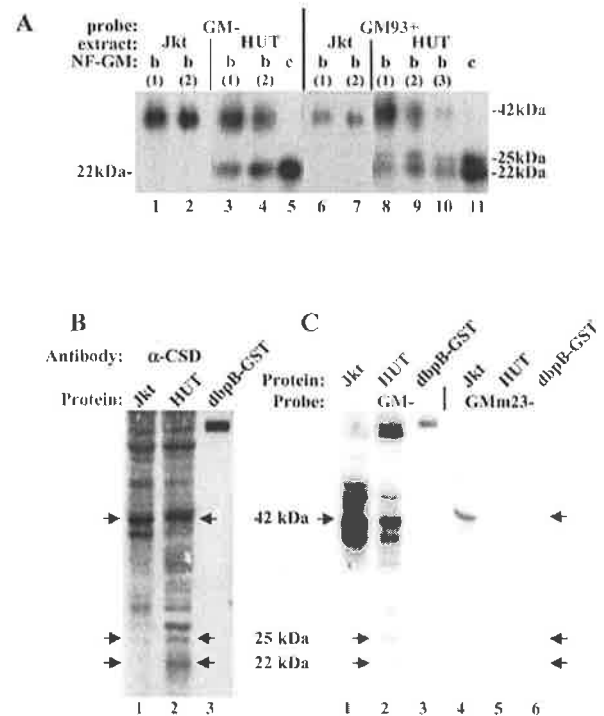 A
probe: GM- GM93+
extract: Jkt HUT Jkt HUT
NF-GM: b b b b c b b b b b c
(1) (2) (1) (2) (1) (2) (1) (2) (3)
-42kDa
-25kDa
22kDa- -22kDa
1 2 3 4 5 6 7 8 9 10 11
B
Antibody: α-CSD
Protein: Jkt HUT dbpB-GST
C
Protein: Jkt HUT dbpB-GST Jkt HUT dbpB-GST
Probe: GM- GMm23-
42 kDa
25 kDa
22 kDa
1 2 3 1 2 3 4 5 6